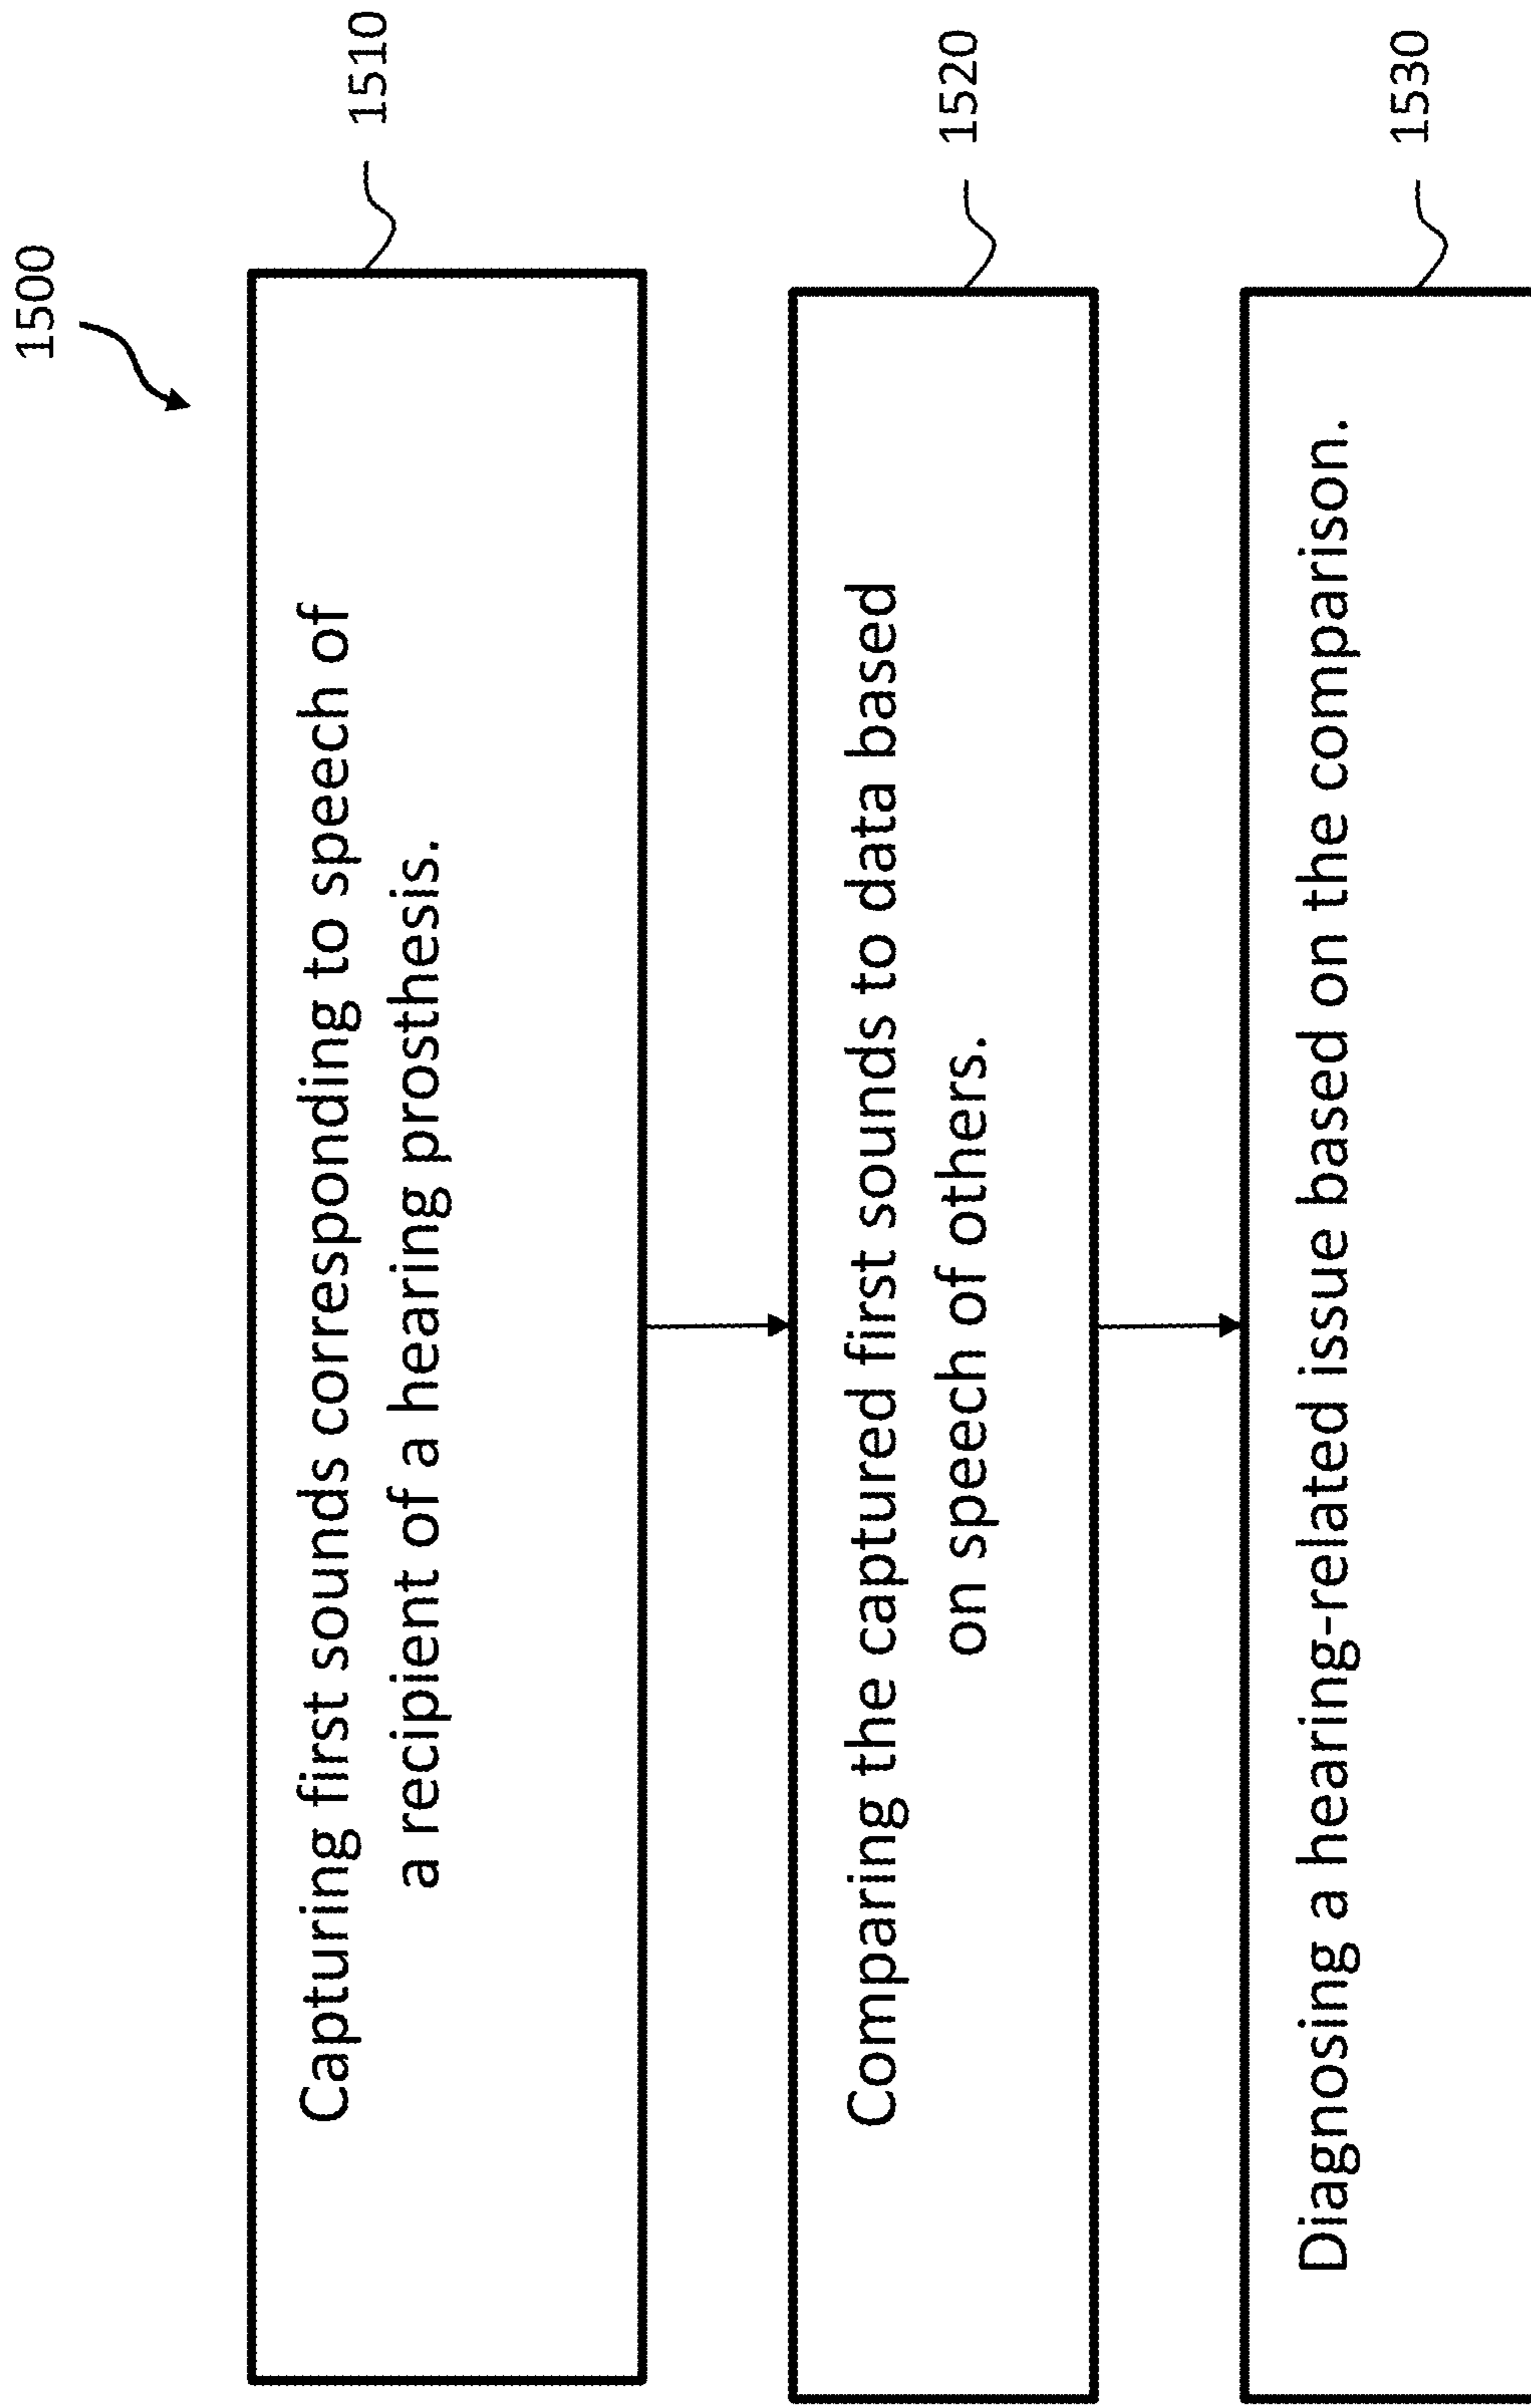 1500
Capturing first sounds corresponding to speech of
a recipient of a hearing prosthesis.
1510
Comparing the captured first sounds to data based
on speech of others.
1520
Diagnosing a hearing-related issue based on the comparison.
1530